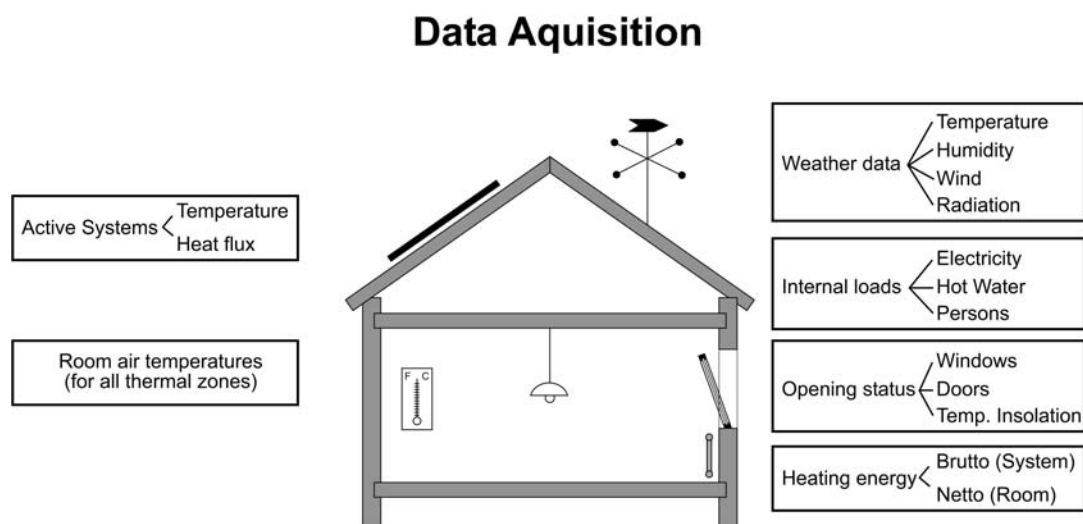 Data Aquisition
Active Systems
Temperature
Heat flux
Room air temperatures
(for all thermal zones)
F C
Weather data
Temperature
Humidity
Wind
Radiation
Internal loads
Electricity
Hot Water
Persons
Opening status
Windows
Doors
Temp. Insolation
Heating energy
Brutto (System)
Netto (Room)